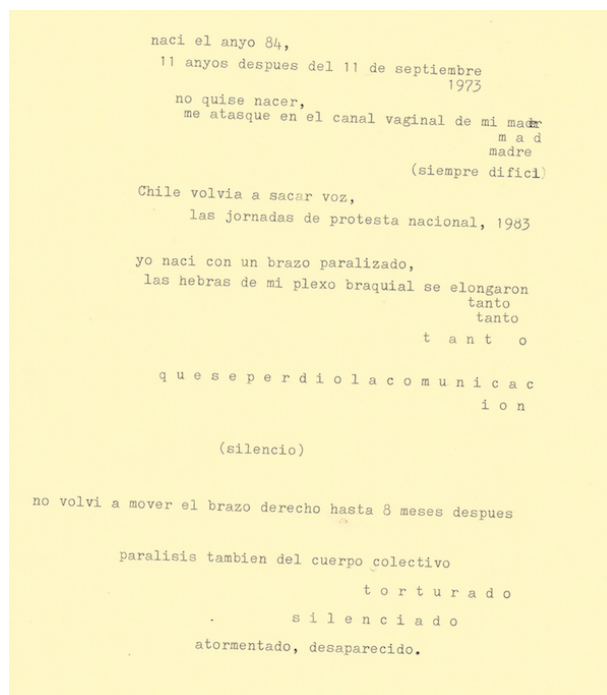 naci el anyo 84,
11 anyos despues del 11 de septiembre
1973
no quise nacer,
me atasque en el canal vaginal de mi madr
m a d
madre
(siempre dificil)
Chile volvia a sacar voz,
las jornadas de protesta nacional, 1983
yo naci con un brazo paralizado,
las hebras de mi plexo braquial se elongaron
tanto
tanto
t a n t o
q u e s e p e r d i o l a c o m u n i c a c
i o n
(silencio)
no volvi a mover el brazo derecho hasta 8 meses despues
paralisis tambien del cuerpo colectivo
t o r t u r a d o
s i l e n c i a d o
atormentado, desaparecido.